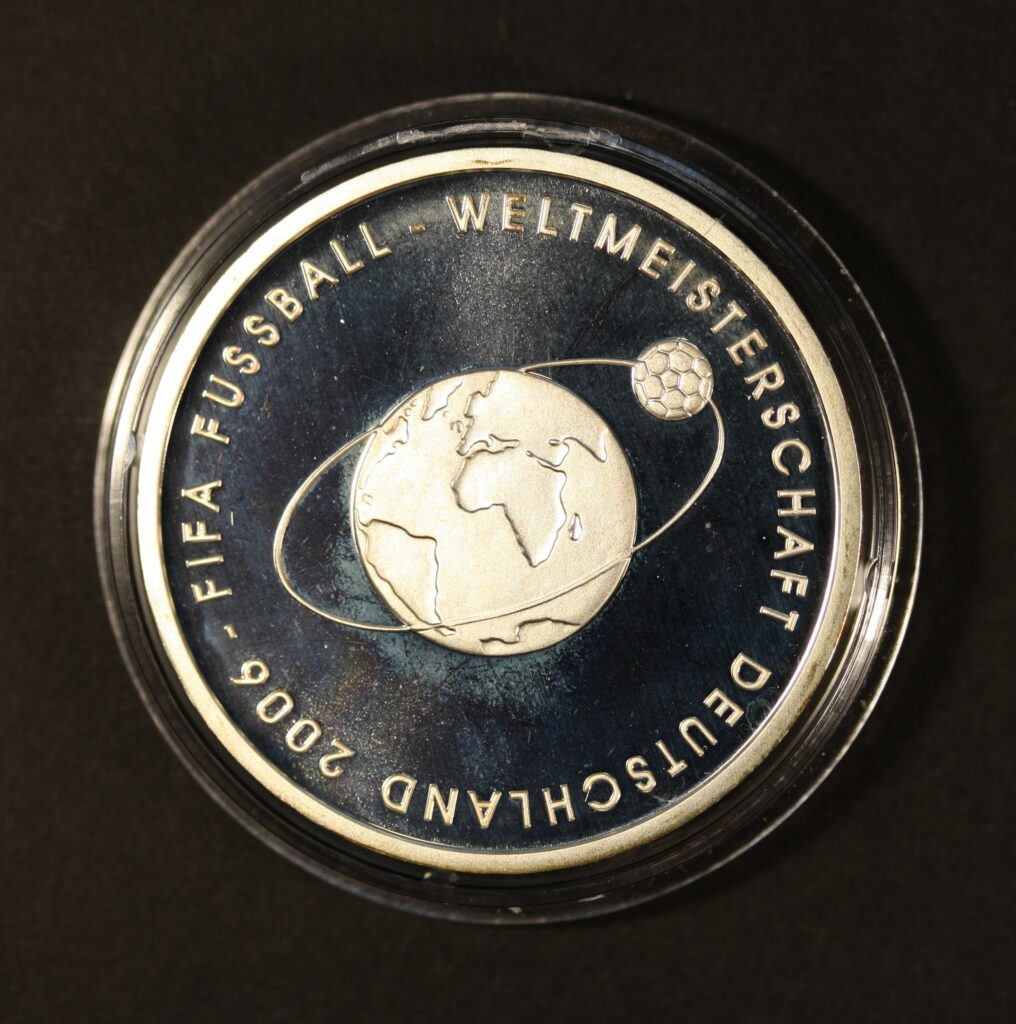 FIFA FUSSBALL - WELTMEISTERSCHAFT DEUTSCHLAND 2006 -